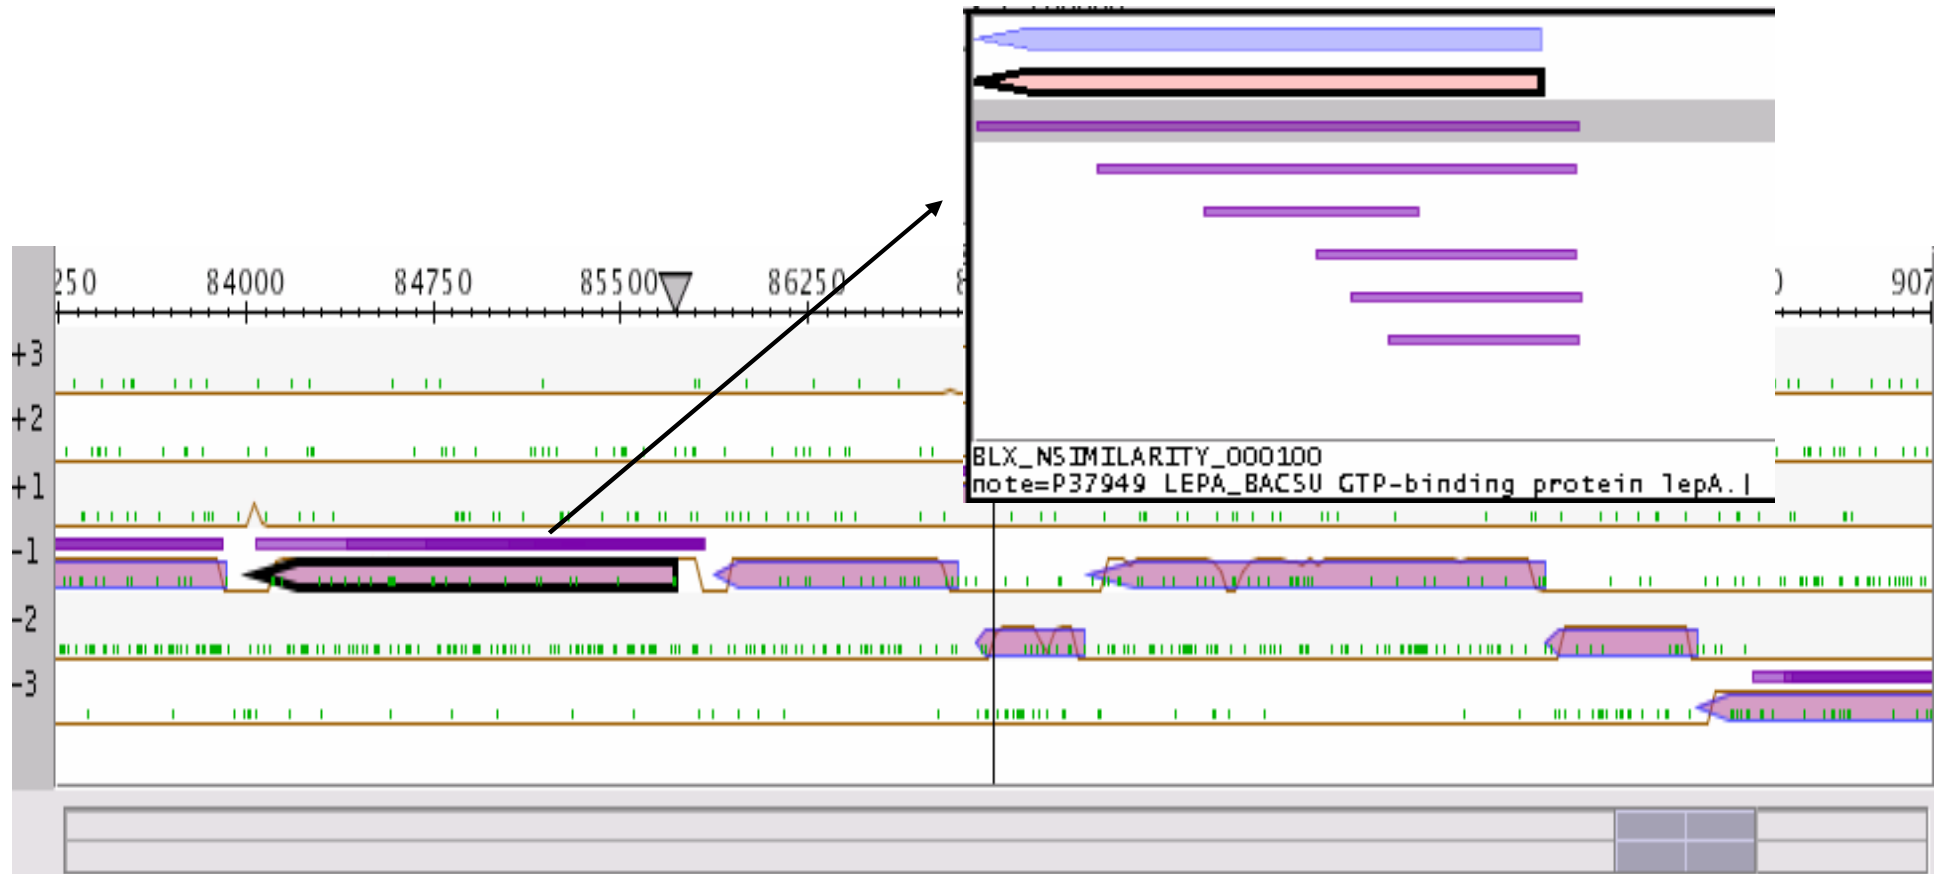 250 84000 84750 85500 86250 907
+3
+2
+1
-1
-2
-3
BLX_NSIMILARITY_000100
note=P37949 LEPA_BACSU GTP-binding protein lepA.|